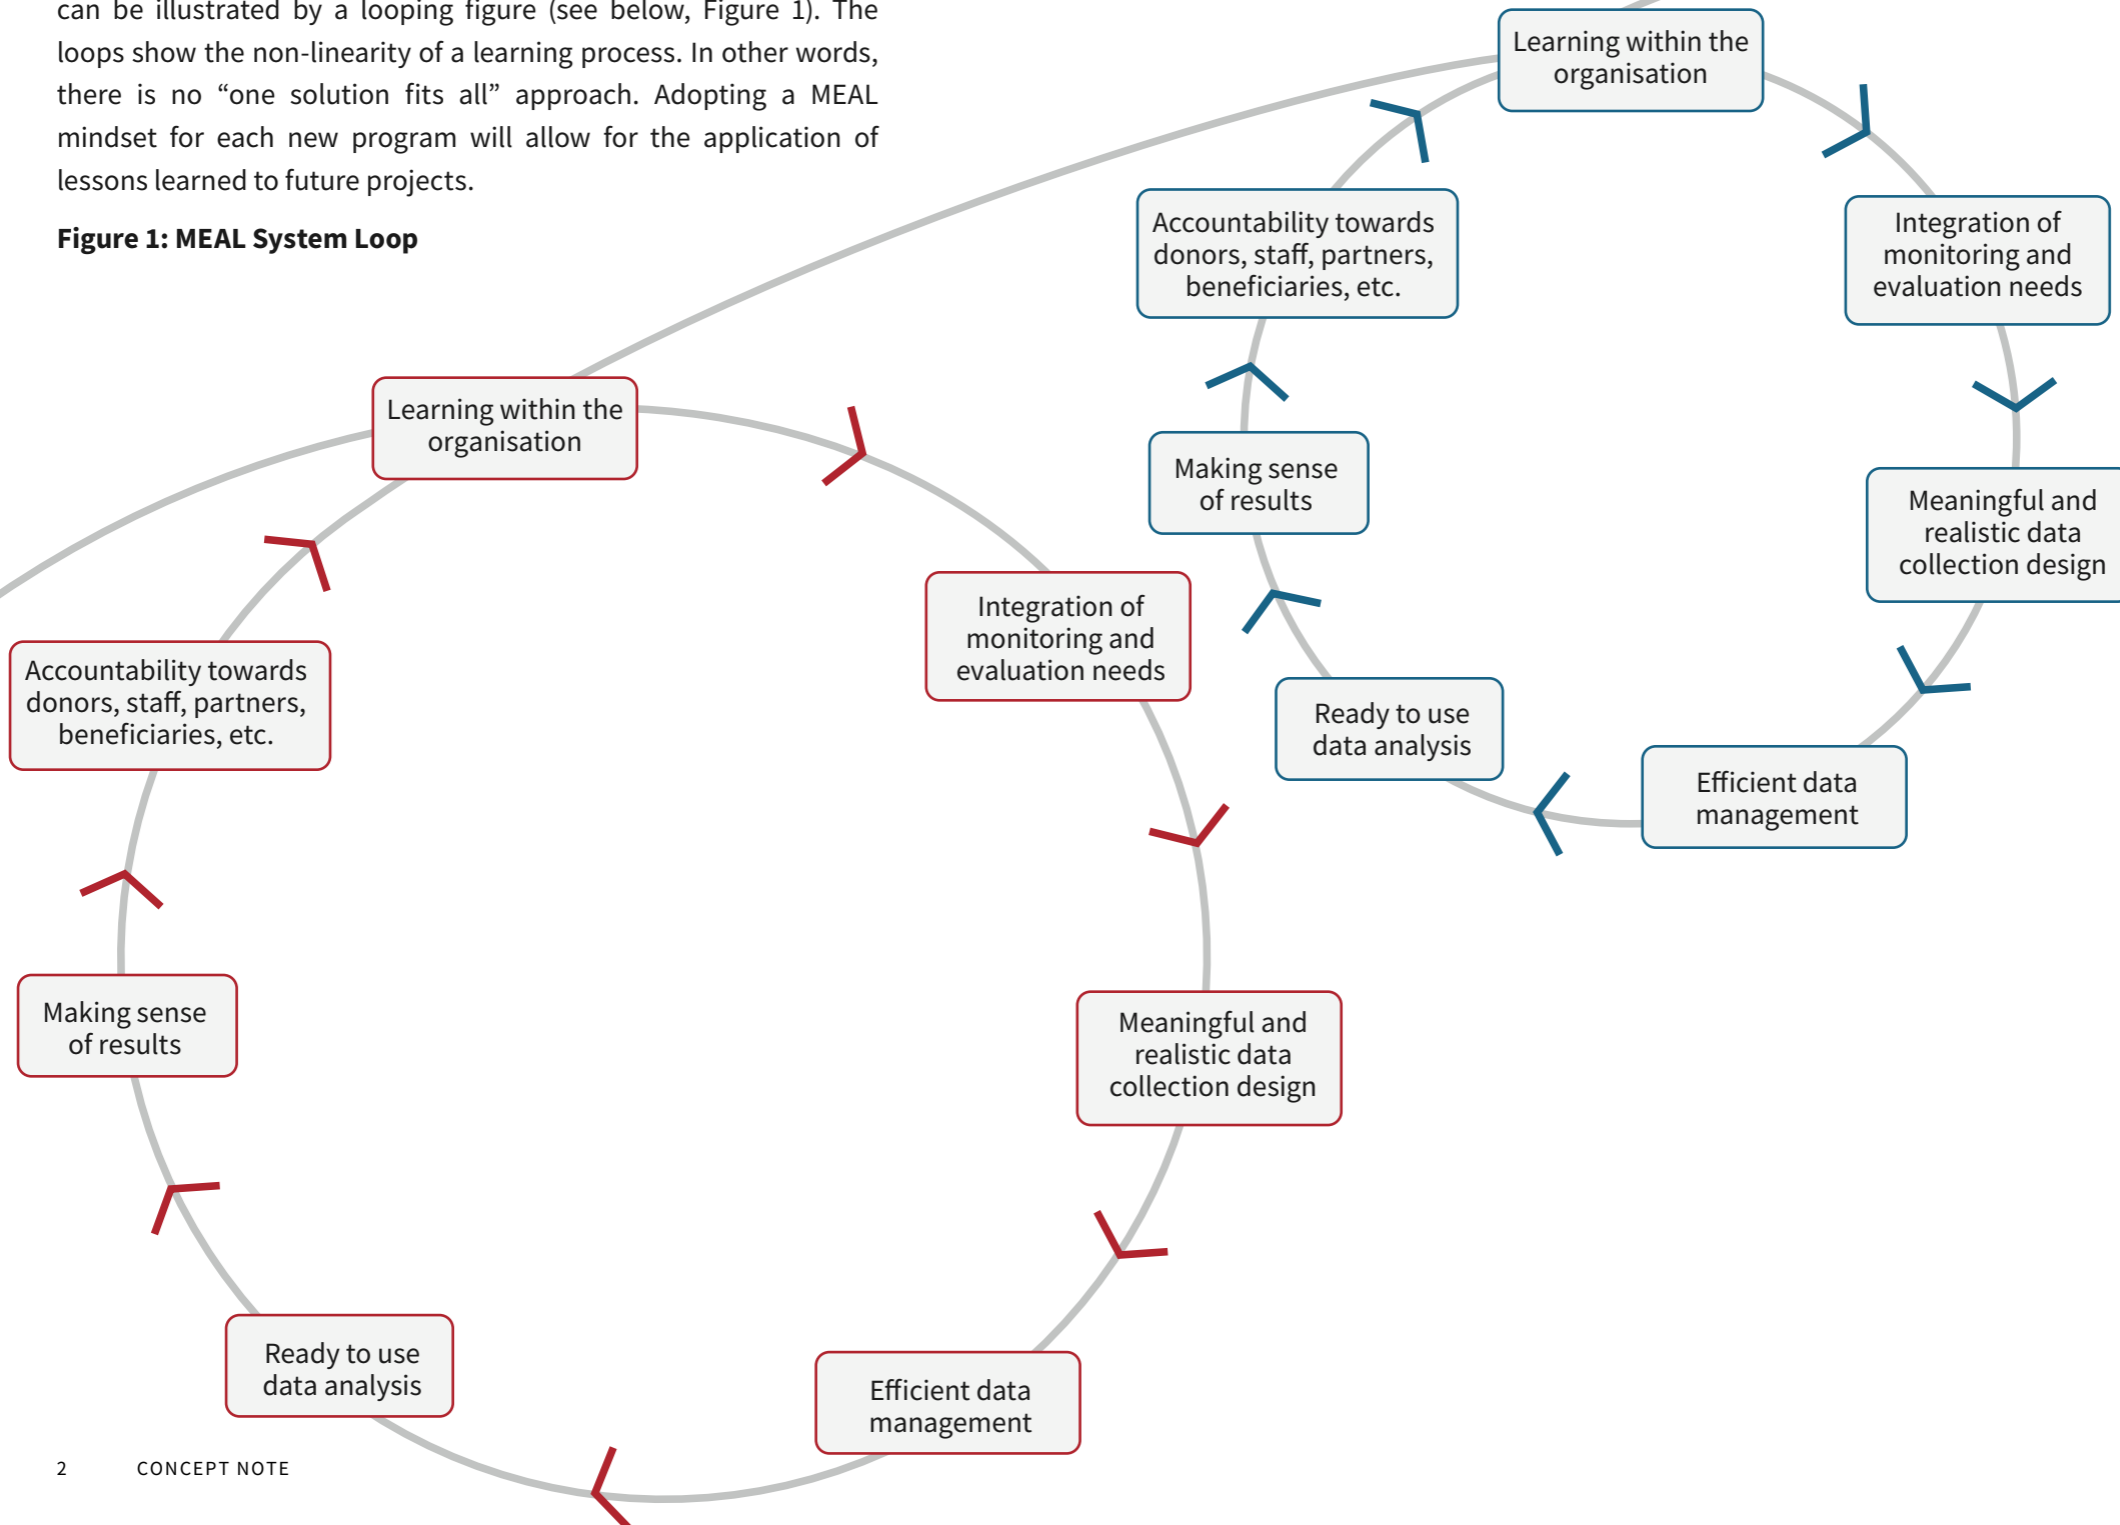 can be illustrated by a looping figure (see below, Figure 1). The
loops show the non-linearity of a learning process. In other words,
there is no “one solution fits all” approach. Adopting a MEAL
mindset for each new program will allow for the application of
lessons learned to future projects.
Figure 1: MEAL System Loop
Learning within the
organisation
Integration of
monitoring and
evaluation needs
Meaningful and
realistic data
collection design
Efficient data
management
Ready to use
data analysis
Making sense
of results
Accountability towards
donors, staff, partners,
beneficiaries, etc.
Learning within the
organisation
Integration of
monitoring and
evaluation needs
Meaningful and
realistic data
collection design
Efficient data
management
Ready to use
data analysis
Making sense
of results
Accountability towards
donors, staff, partners,
beneficiaries, etc.
2 CONCEPT NOTE